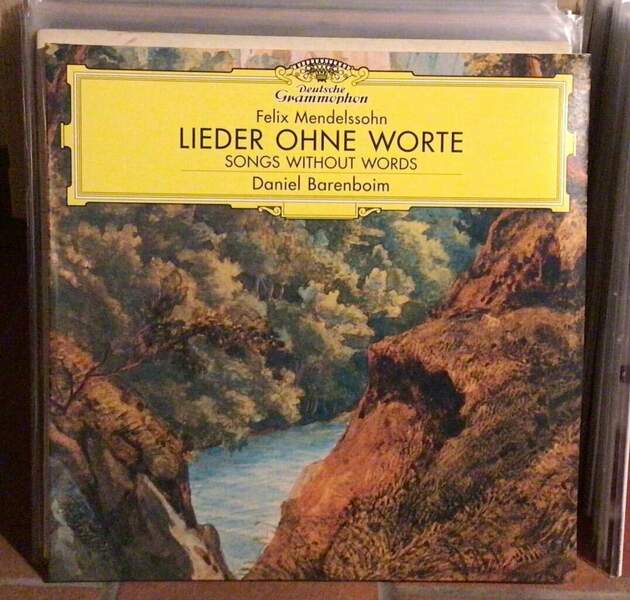 Deutsche
Grammophon
Felix Mendelssohn
LIEDER OHNE WORTE
SONGS WITHOUT WORDS
Daniel Barenboim